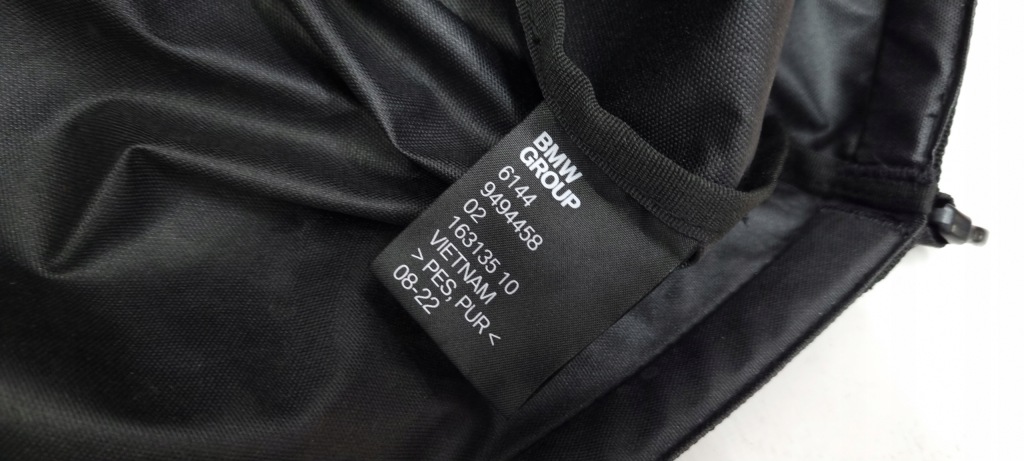 BMW
GROUP
6144
9494458
02
163135 10
VIETNAM
> PES, PUR <
08-22